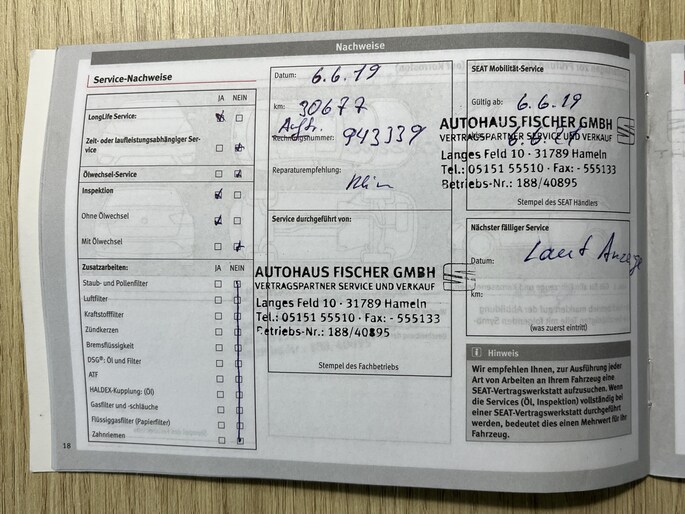 Nachweise
Service-Nachweise
JA NEIN
LongLife Service:
Zeit- oder laufleistungsabhängiger Ser-
vice
Ölwechsel-Service
Inspektion
Ohne Ölwechsel
Mit Ölwechsel
Zusatzarbeiten: JA NEIN
Staub- und Pollenfilter
Luftfilter
Kraftstofffilter
Zündkerzen
Bremsflüssigkeit
DSG®: Öl und Filter
ATF
HALDEX-Kupplung: (Öl)
Gasfilter und -schläuche
Flüssiggasfilter (Papierfilter)
Zahnriemen
18
Datum: 6.6.19
km: 30677
Auftr.
Rechnungsnummer: 943339
Reparaturempfehlung:
Service durchgeführt von:
AUTOHAUS FISCHER GMBH
VERTRAGSPARTNER SERVICE UND VERKAUF
Langes Feld 10 · 31789 Hameln
Tel.: 05151 55510 · Fax: - 555133
Betriebs-Nr.: 188/40895
Stempel des Fachbetriebs
SEAT Mobilität-Service
Gültig ab: 6.6.19
AUTOHAUS FISCHER GMBH
VERTRAGSPARTNER SERVICE UND VERKAUF
Langes Feld 10 · 31789 Hameln
Tel.: 05151 55510 · Fax: - 555133
Betriebs-Nr.: 188/40895
Stempel des SEAT Händlers
Nächster fälliger Service
Laut Anzeige
Datum:
km:
(was zuerst eintritt)
i Hinweis
Wir empfehlen Ihnen, zur Ausführung jeder
Art von Arbeiten an Ihrem Fahrzeug eine
SEAT-Vertragswerkstatt aufzusuchen. Wenn
die Services (Öl, Inspektion) vollständig bei
einer SEAT-Vertragswerkstatt durchgeführt
werden, bedeutet dies einen Mehrwert für Ihr
Fahrzeug.